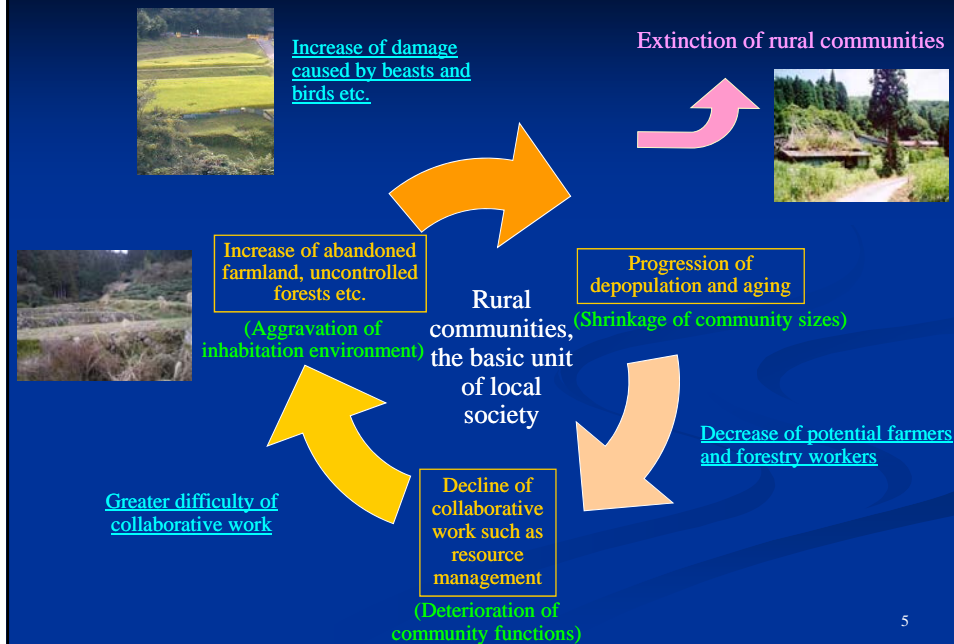 Increase of damage
caused by beasts and
birds etc.
Extinction of rural communities
Increase of abandoned
farmland, uncontrolled
forests etc.
(Aggravation of
inhabitation environment)
Rural
communities,
the basic unit
of local
society
Progression of
depopulation and aging
(Shrinkage of community sizes)
Decrease of potential farmers
and forestry workers
Greater difficulty of
collaborative work
Decline of
collaborative
work such as
resource
management
(Deterioration of
community functions)
5